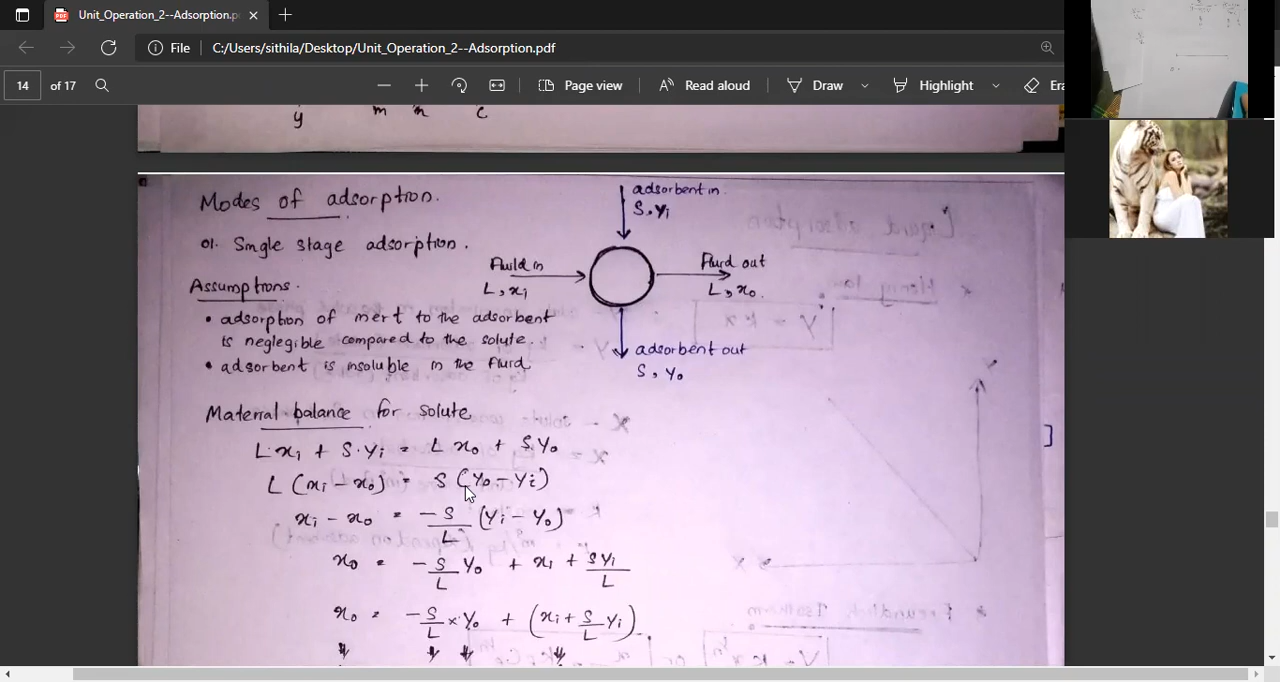 Unit_Operation_2--Adsorption.p
File
C:/Users/sithila/Desktop/Unit_Operation_2--Adsorption.pdf
14 of 17
Page view
Read aloud
Draw
Highlight
Era
y m n c
Modes of adsorption.
01. Single stage adsorption.
adsorbent in.
S, yi
Fluid in
L, xi
Fluid out
L, xo.
adsorbent out
S, Yo
Assumptions.
• adsorption of inert to the adsorbent
is neglegible compared to the solute.
• adsorbent is insoluble in the fluid
Material balance for solute
L·xi + S·Yi = L xo + S.Yo
L (xi - xo) = S (Yo - Yi)
xi - xo = -S/L (Yi - Yo)
xo = -S/L Yo + xi + SYi/L
xo = -S/L × Yo + (xi + S/L Yi).